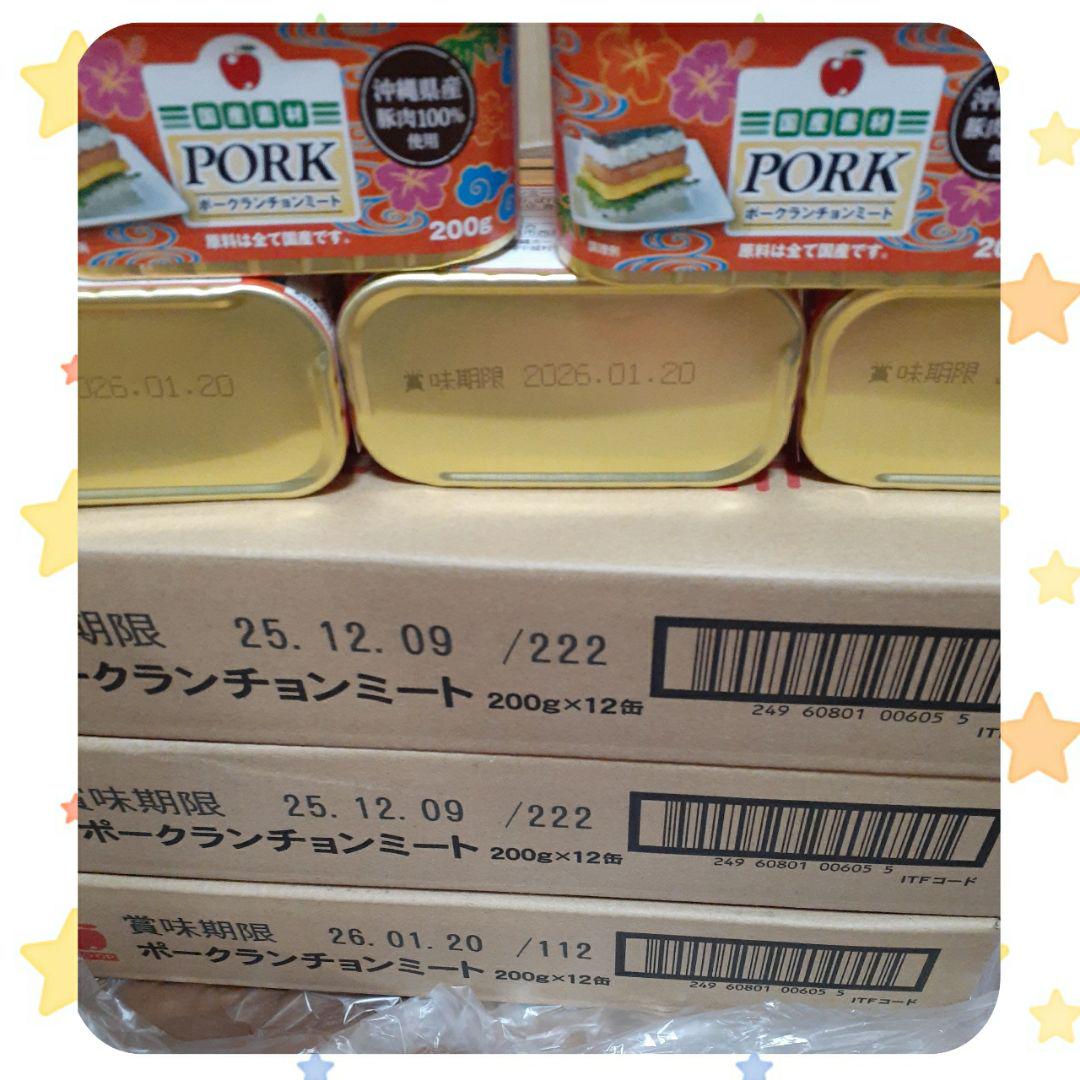 国産素材
PORK
ポークランチョンミート
沖縄県産
豚肉100%
使用
原料は全て国産です。
200g
国産素材
PORK
ポークランチョンミート
原料は全て国産です。
026.01.20
賞味期限 2026.01.20
賞味期限
期限 25.12.09 /222
ークランチョンミート 200g×12缶
249 60801 00605 5
賞味期限 25.12.09 /222
ポークランチョンミート 200g×12缶
249 60801 00605 5
ITFコード
賞味期限 26.01.20 /112
ポークランチョンミート 200g×12缶
249 60801 00605 5
ITFコード